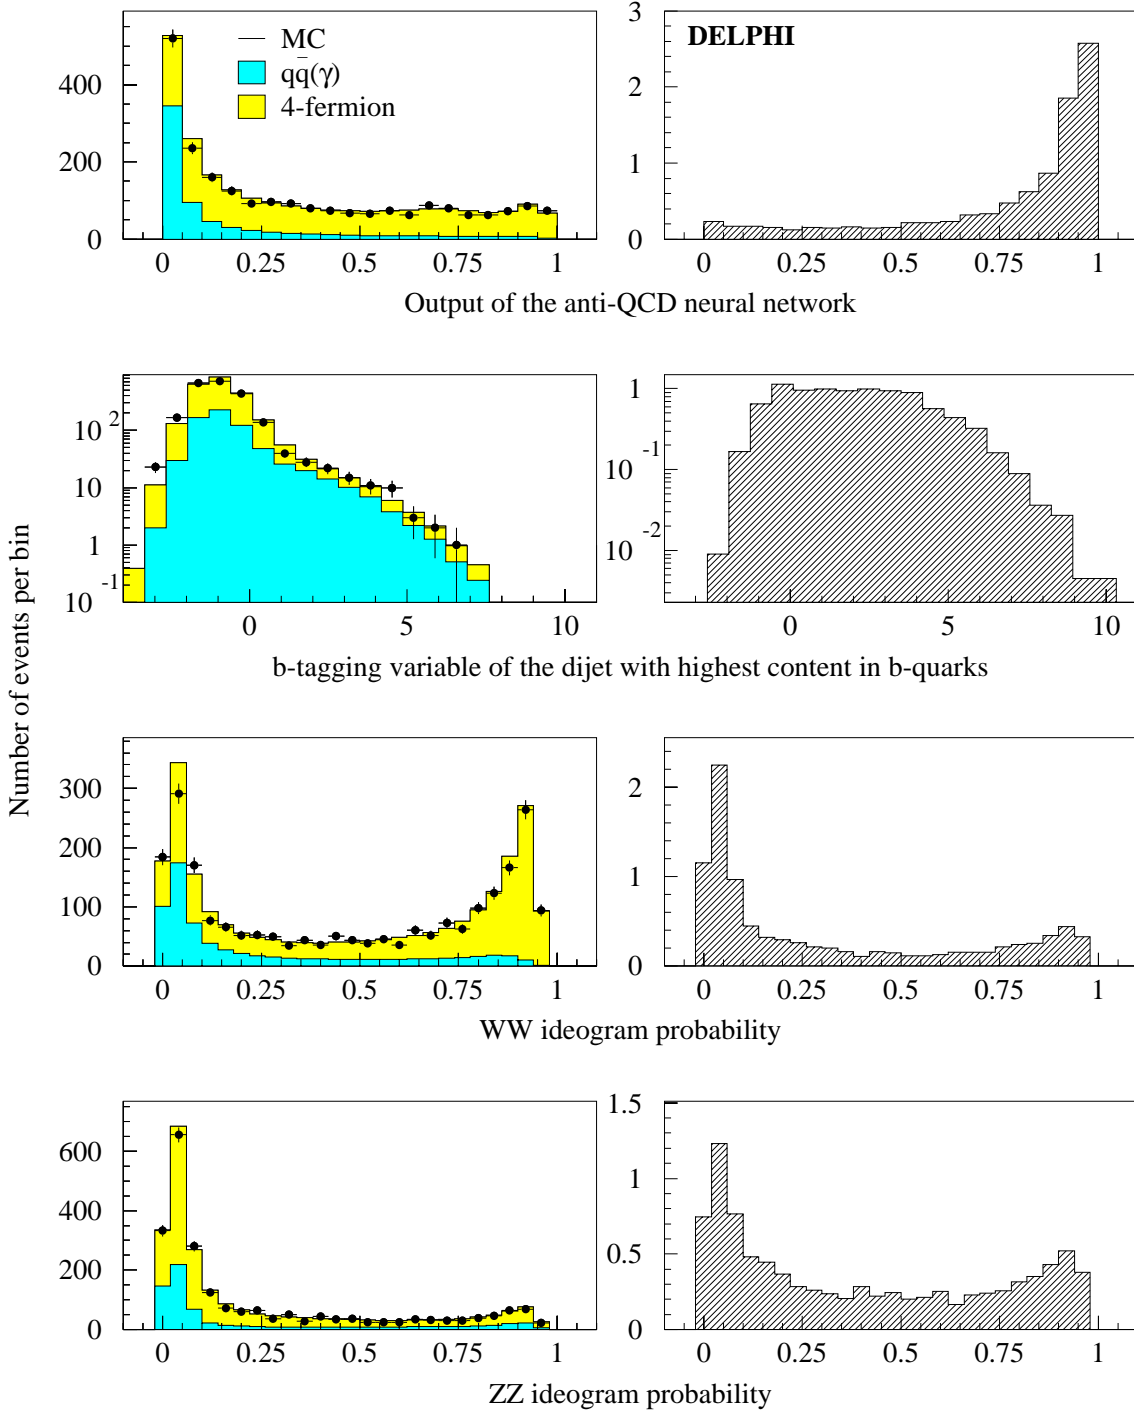 MC
qq̄(γ)
4-fermion
400
200
0
0 0.25 0.5 0.75 1
DELPHI
3
2
1
0
0 0.25 0.5 0.75 1
Output of the anti-QCD neural network
10 2
10
1
10 -1
0 5 10
1
10 -1
10 -2
0 5 10
b-tagging variable of the dijet with highest content in b-quarks
Number of events per bin
300
200
100
0
0 0.25 0.5 0.75 1
2
1
0
0 0.25 0.5 0.75 1
WW ideogram probability
600
400
200
0
0 0.25 0.5 0.75 1
1.5
1
0.5
0
0 0.25 0.5 0.75 1
ZZ ideogram probability